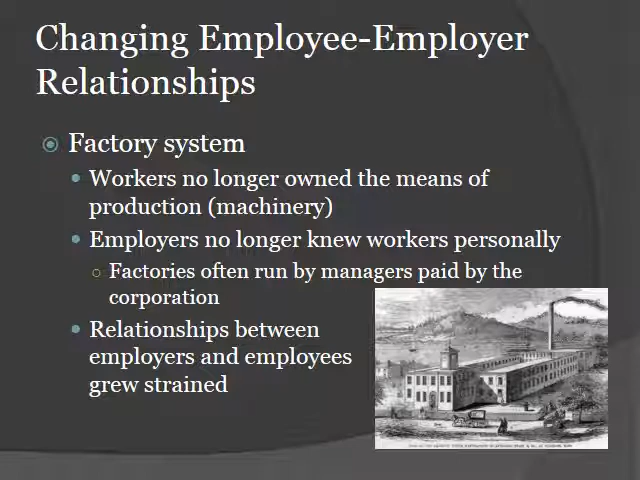 Changing Employee-Employer
Relationships
Factory system
Workers no longer owned the means of
production (machinery)
Employers no longer knew workers personally
Factories often run by managers paid by the
corporation
Relationships between
employers and employees
grew strained